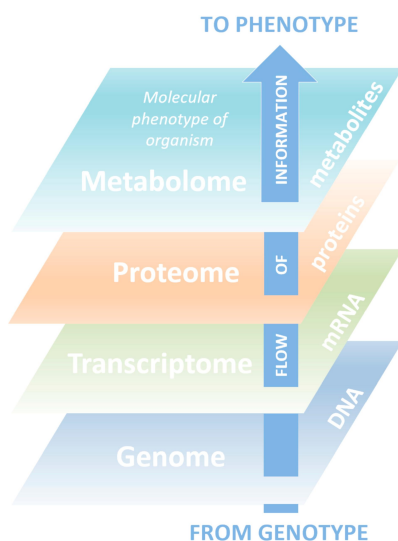 TO PHENOTYPE
Molecular
phenotype of
organism
Metabolome
metabolites
INFORMATION
Proteome
proteins
OF
Transcriptome
mRNA
FLOW
Genome
DNA
FROM GENOTYPE